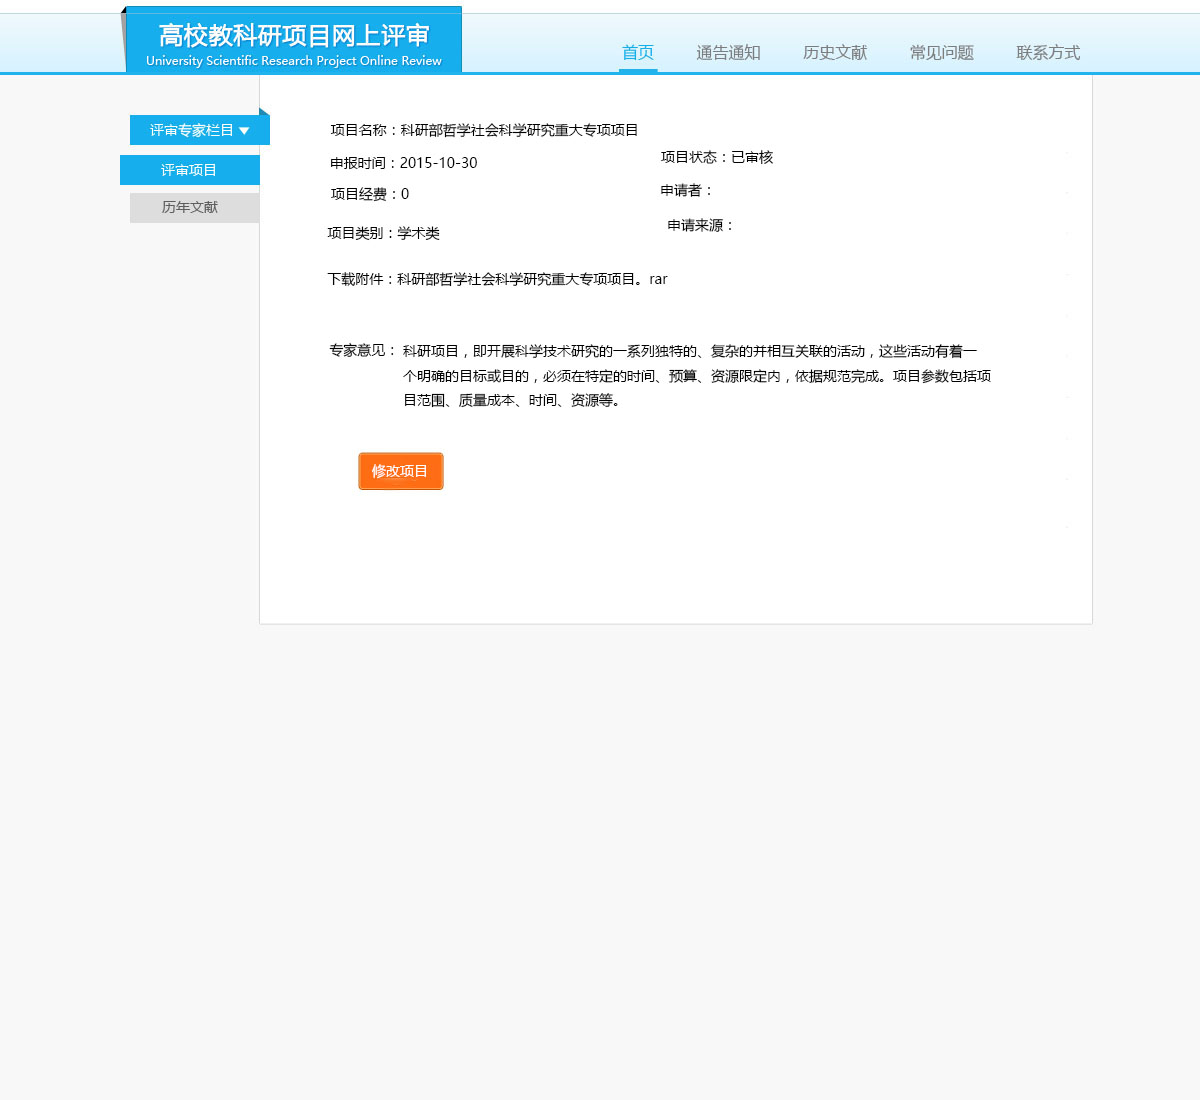 高校教科研项目网上评审
University Scientific Research Project Online Review
首页 通告通知 历史文献 常见问题 联系方式
评审专家栏目
评审项目
历年文献
项目名称：科研部哲学社会科学研究重大专项项目
申报时间：2015-10-30
项目状态：已审核
项目经费：0
申请者：
项目类别：学术类
申请来源：
下载附件：科研部哲学社会科学研究重大专项项目。rar
专家意见： 科研项目，即开展科学技术研究的一系列独特的、复杂的并相互关联的活动，这些活动有着一
个明确的目标或目的，必须在特定的时间、预算、资源限定内，依据规范完成。项目参数包括项
目范围、质量成本、时间、资源等。
修改项目